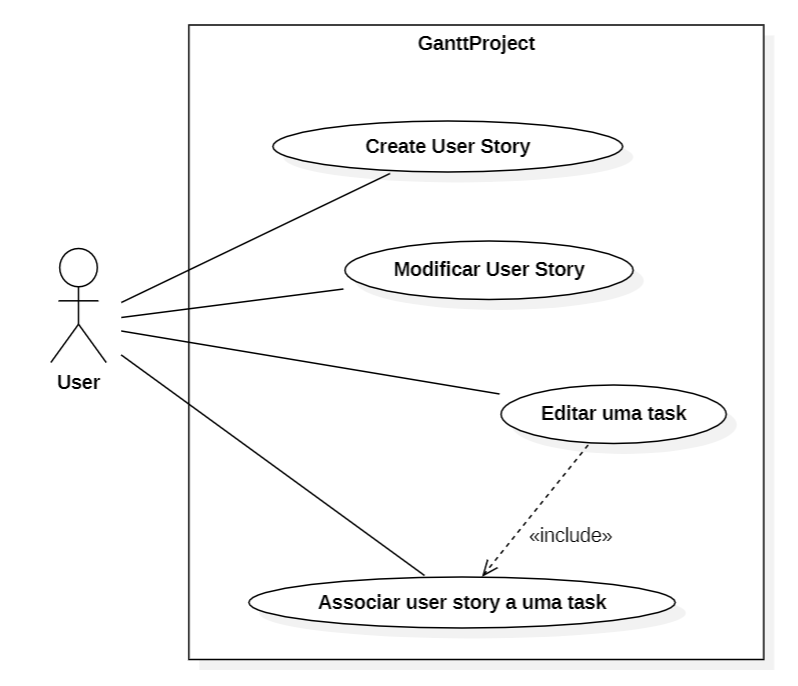 GanttProject
Create User Story
Modificar User Story
User
Editar uma task
«include»
Associar user story a uma task